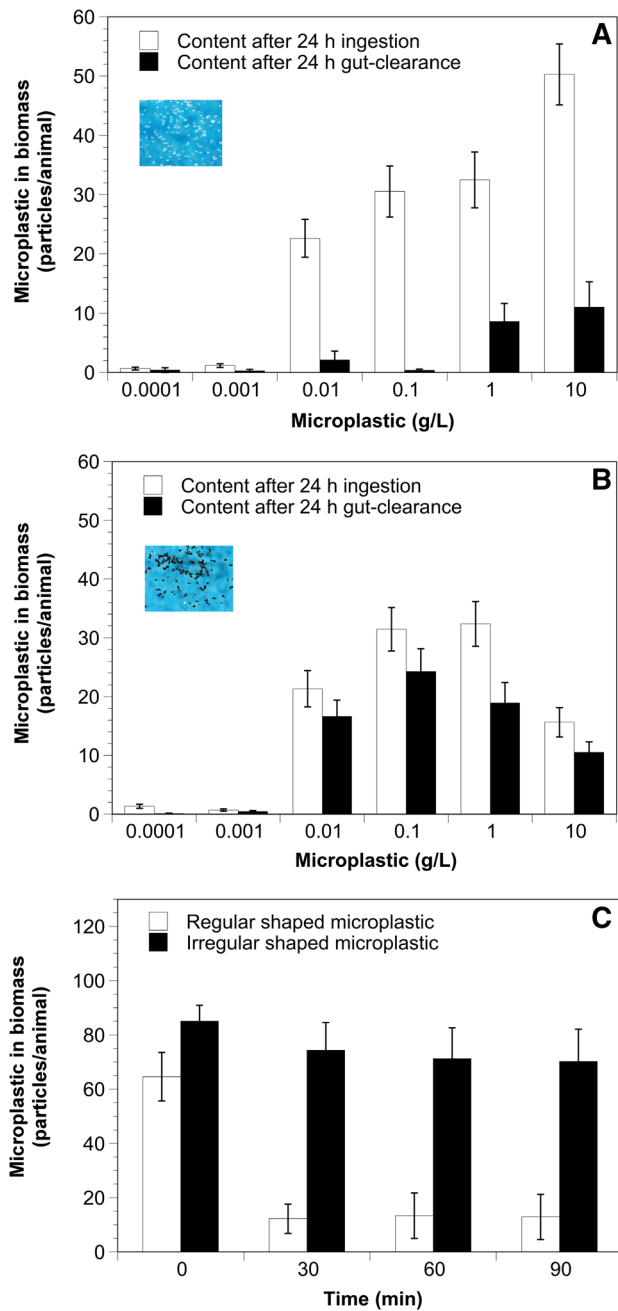 A
Content after 24 h ingestion
Content after 24 h gut-clearance
60
50
40
30
20
10
0
Microplastic in biomass
(particles/animal)
0.0001 0.001 0.01 0.1 1 10
Microplastic (g/L)
B
Content after 24 h ingestion
Content after 24 h gut-clearance
60
50
40
30
20
10
0
Microplastic in biomass
(particles/animal)
0.0001 0.001 0.01 0.1 1 10
Microplastic (g/L)
C
Regular shaped microplastic
Irregular shaped microplastic
120
100
80
60
40
20
0
Microplastic in biomass
(particles/animal)
0 30 60 90
Time (min)